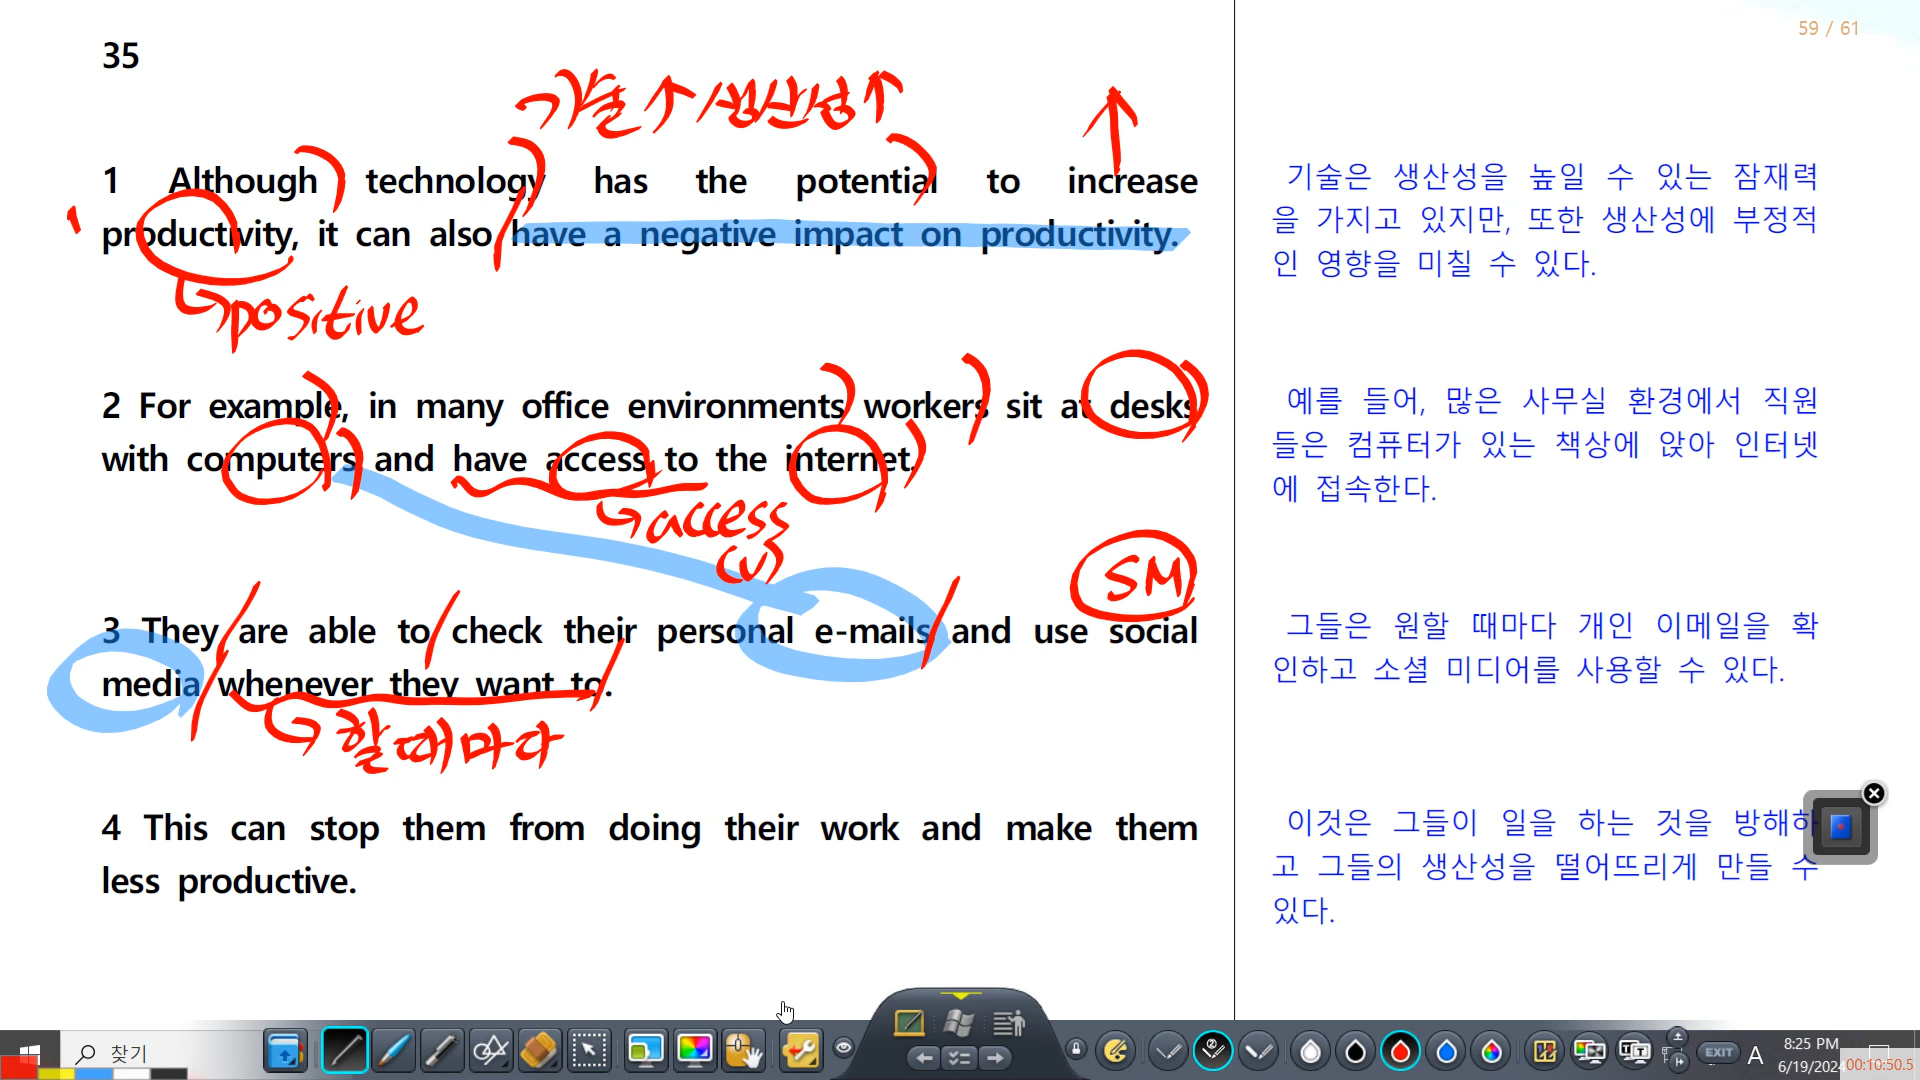 59 / 61
35
기술↑생산성↑
↑
1 Although technology has the potential to increase
productivity, it can also have a negative impact on productivity.
positive
2 For example, in many office environments workers sit at desks
with computers and have access to the internet.
access
(v)
SM
3 They are able to check their personal e-mails and use social
media whenever they want to.
할때마다
4 This can stop them from doing their work and make them
less productive.
기술은 생산성을 높일 수 있는 잠재력
을 가지고 있지만, 또한 생산성에 부정적
인 영향을 미칠 수 있다.
예를 들어, 많은 사무실 환경에서 직원
들은 컴퓨터가 있는 책상에 앉아 인터넷
에 접속한다.
그들은 원할 때마다 개인 이메일을 확
인하고 소셜 미디어를 사용할 수 있다.
이것은 그들이 일을 하는 것을 방해하
고 그들의 생산성을 떨어뜨리게 만들 수
있다.
찾기
EXIT
A
8:25 PM
6/19/2024
00:10:50.5